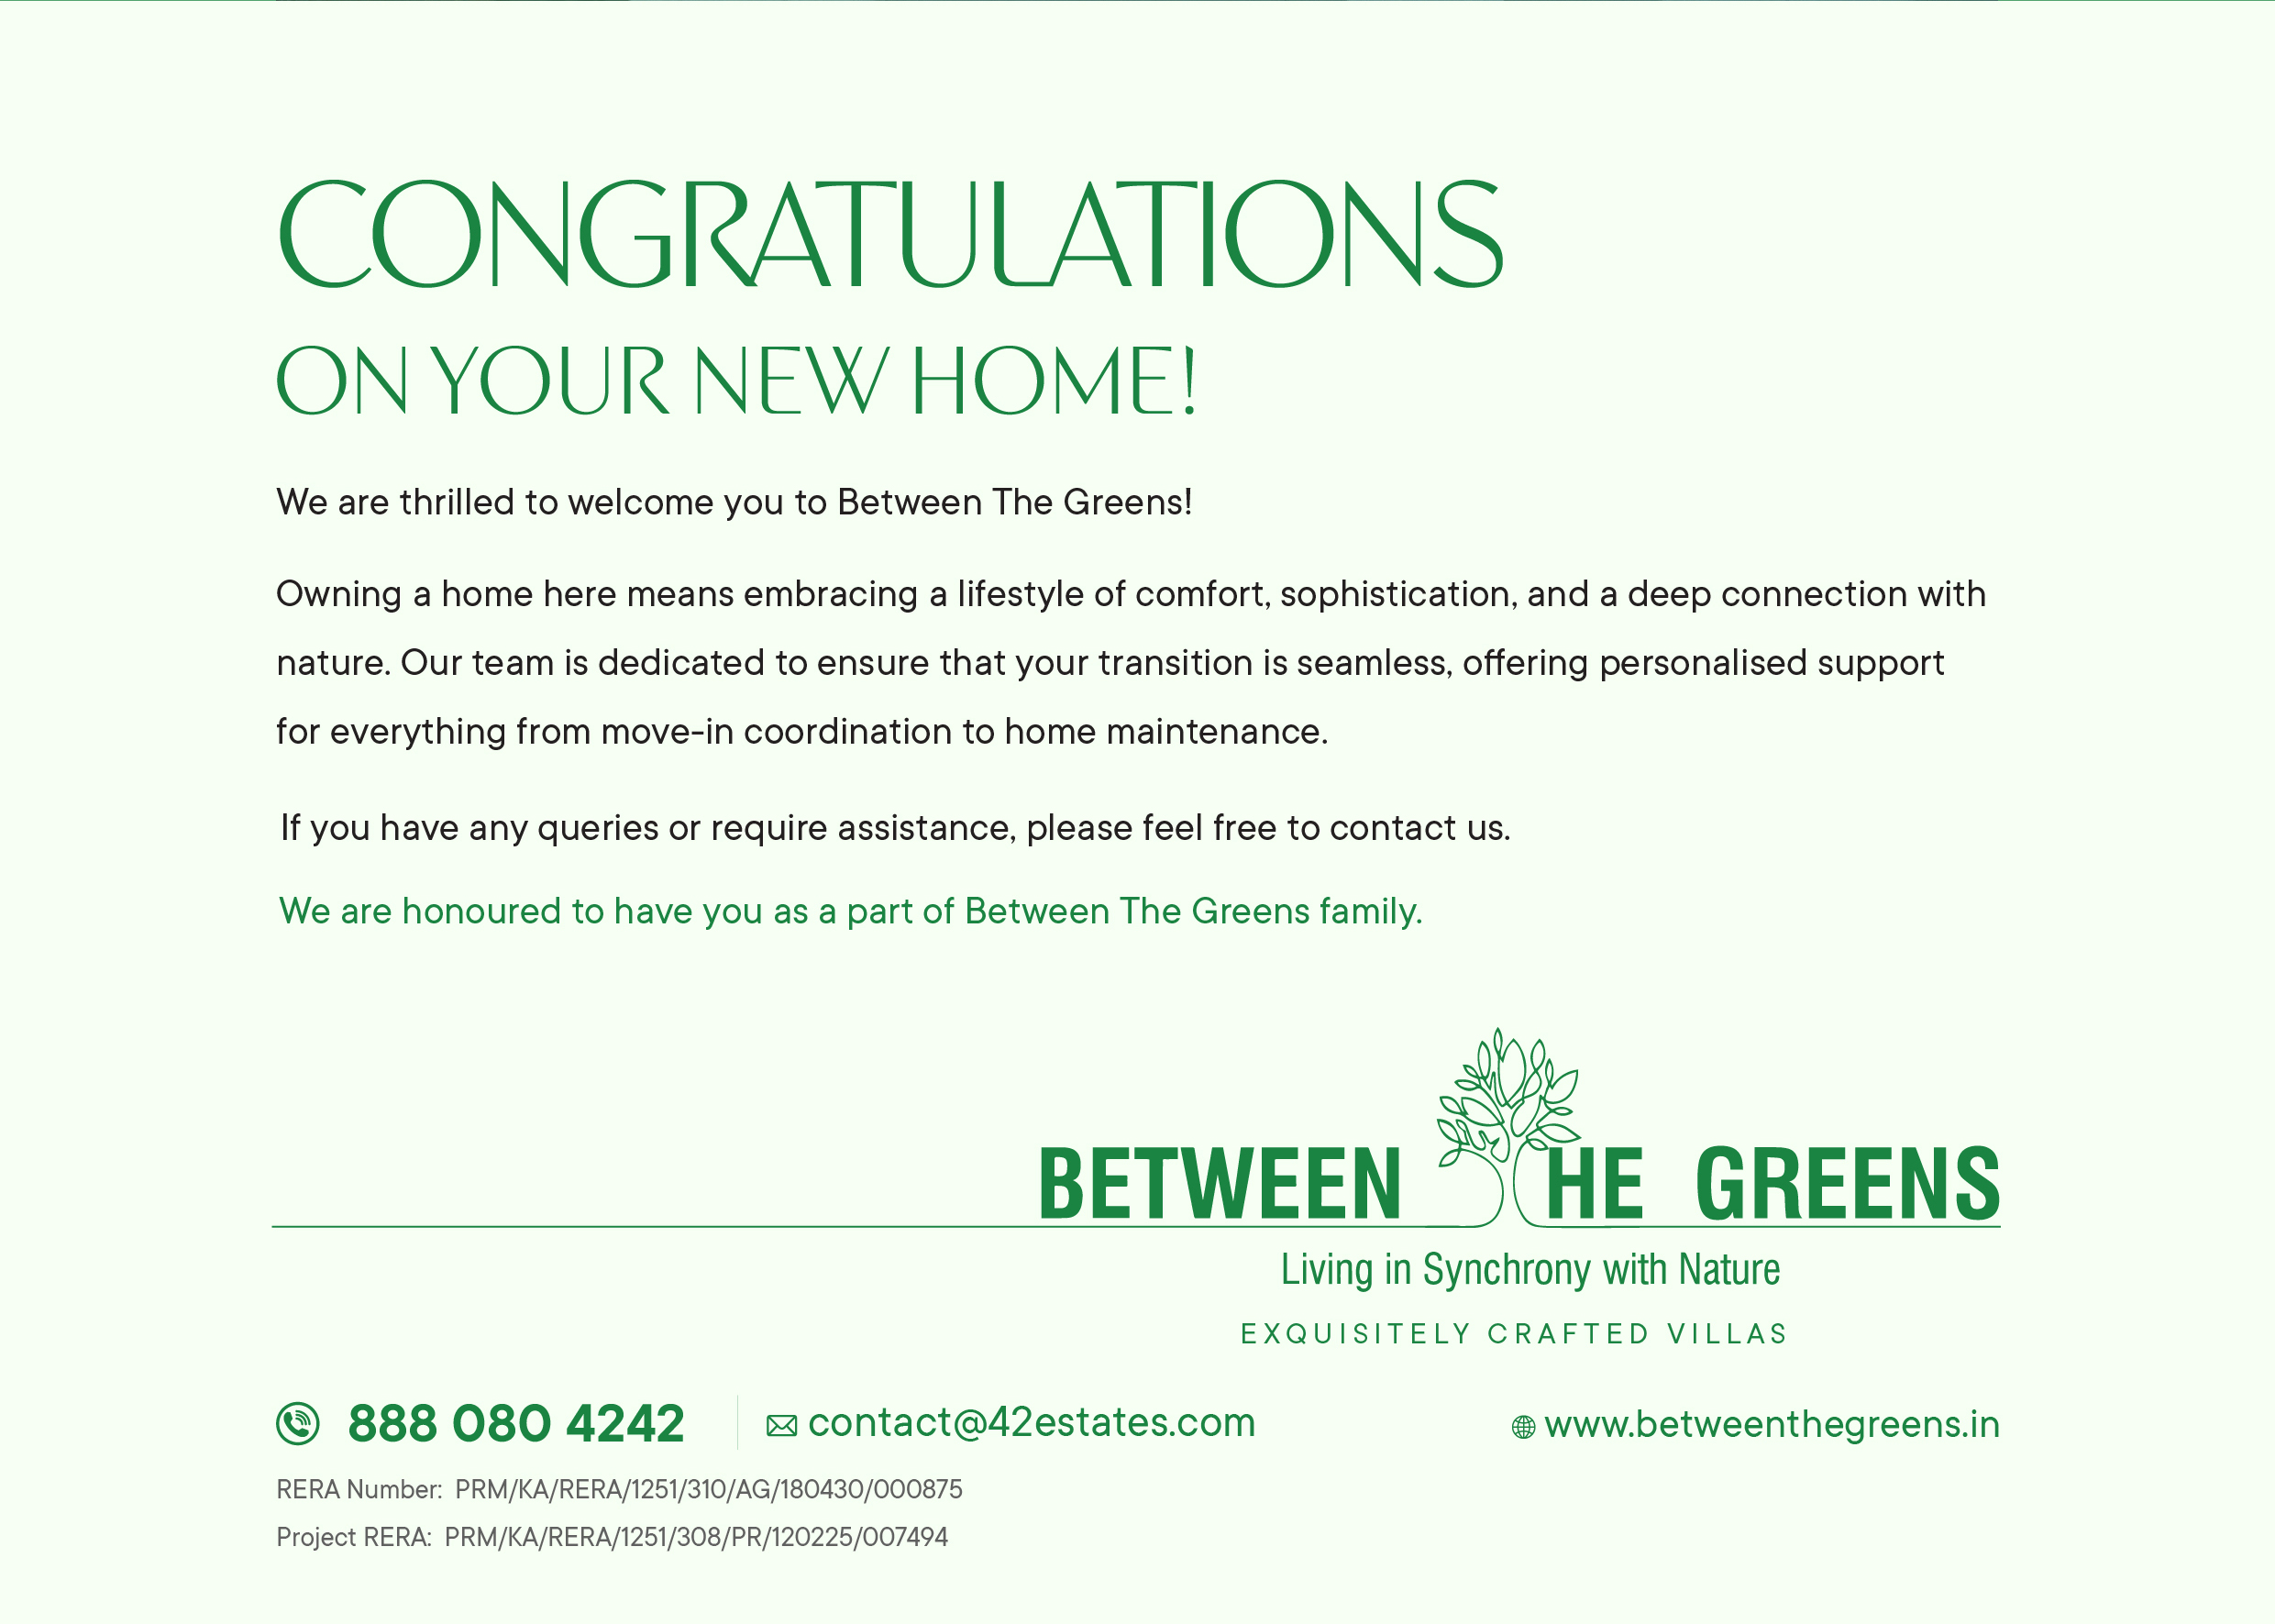 CONGRATULATIONS
ON YOUR NEW HOME!
We are thrilled to welcome you to Between The Greens!
Owning a home here means embracing a lifestyle of comfort, sophistication, and a deep connection with
nature. Our team is dedicated to ensure that your transition is seamless, offering personalised support
for everything from move-in coordination to home maintenance.
If you have any queries or require assistance, please feel free to contact us.
We are honoured to have you as a part of Between The Greens family.
BETWEEN THE GREENS
Living in Synchrony with Nature
EXQUISITELY CRAFTED VILLAS
888 080 4242 contact@42estates.com www.betweenthegreens.in
RERA Number: PRM/KA/RERA/1251/310/AG/180430/000875
Project RERA: PRM/KA/RERA/1251/308/PR/120225/007494